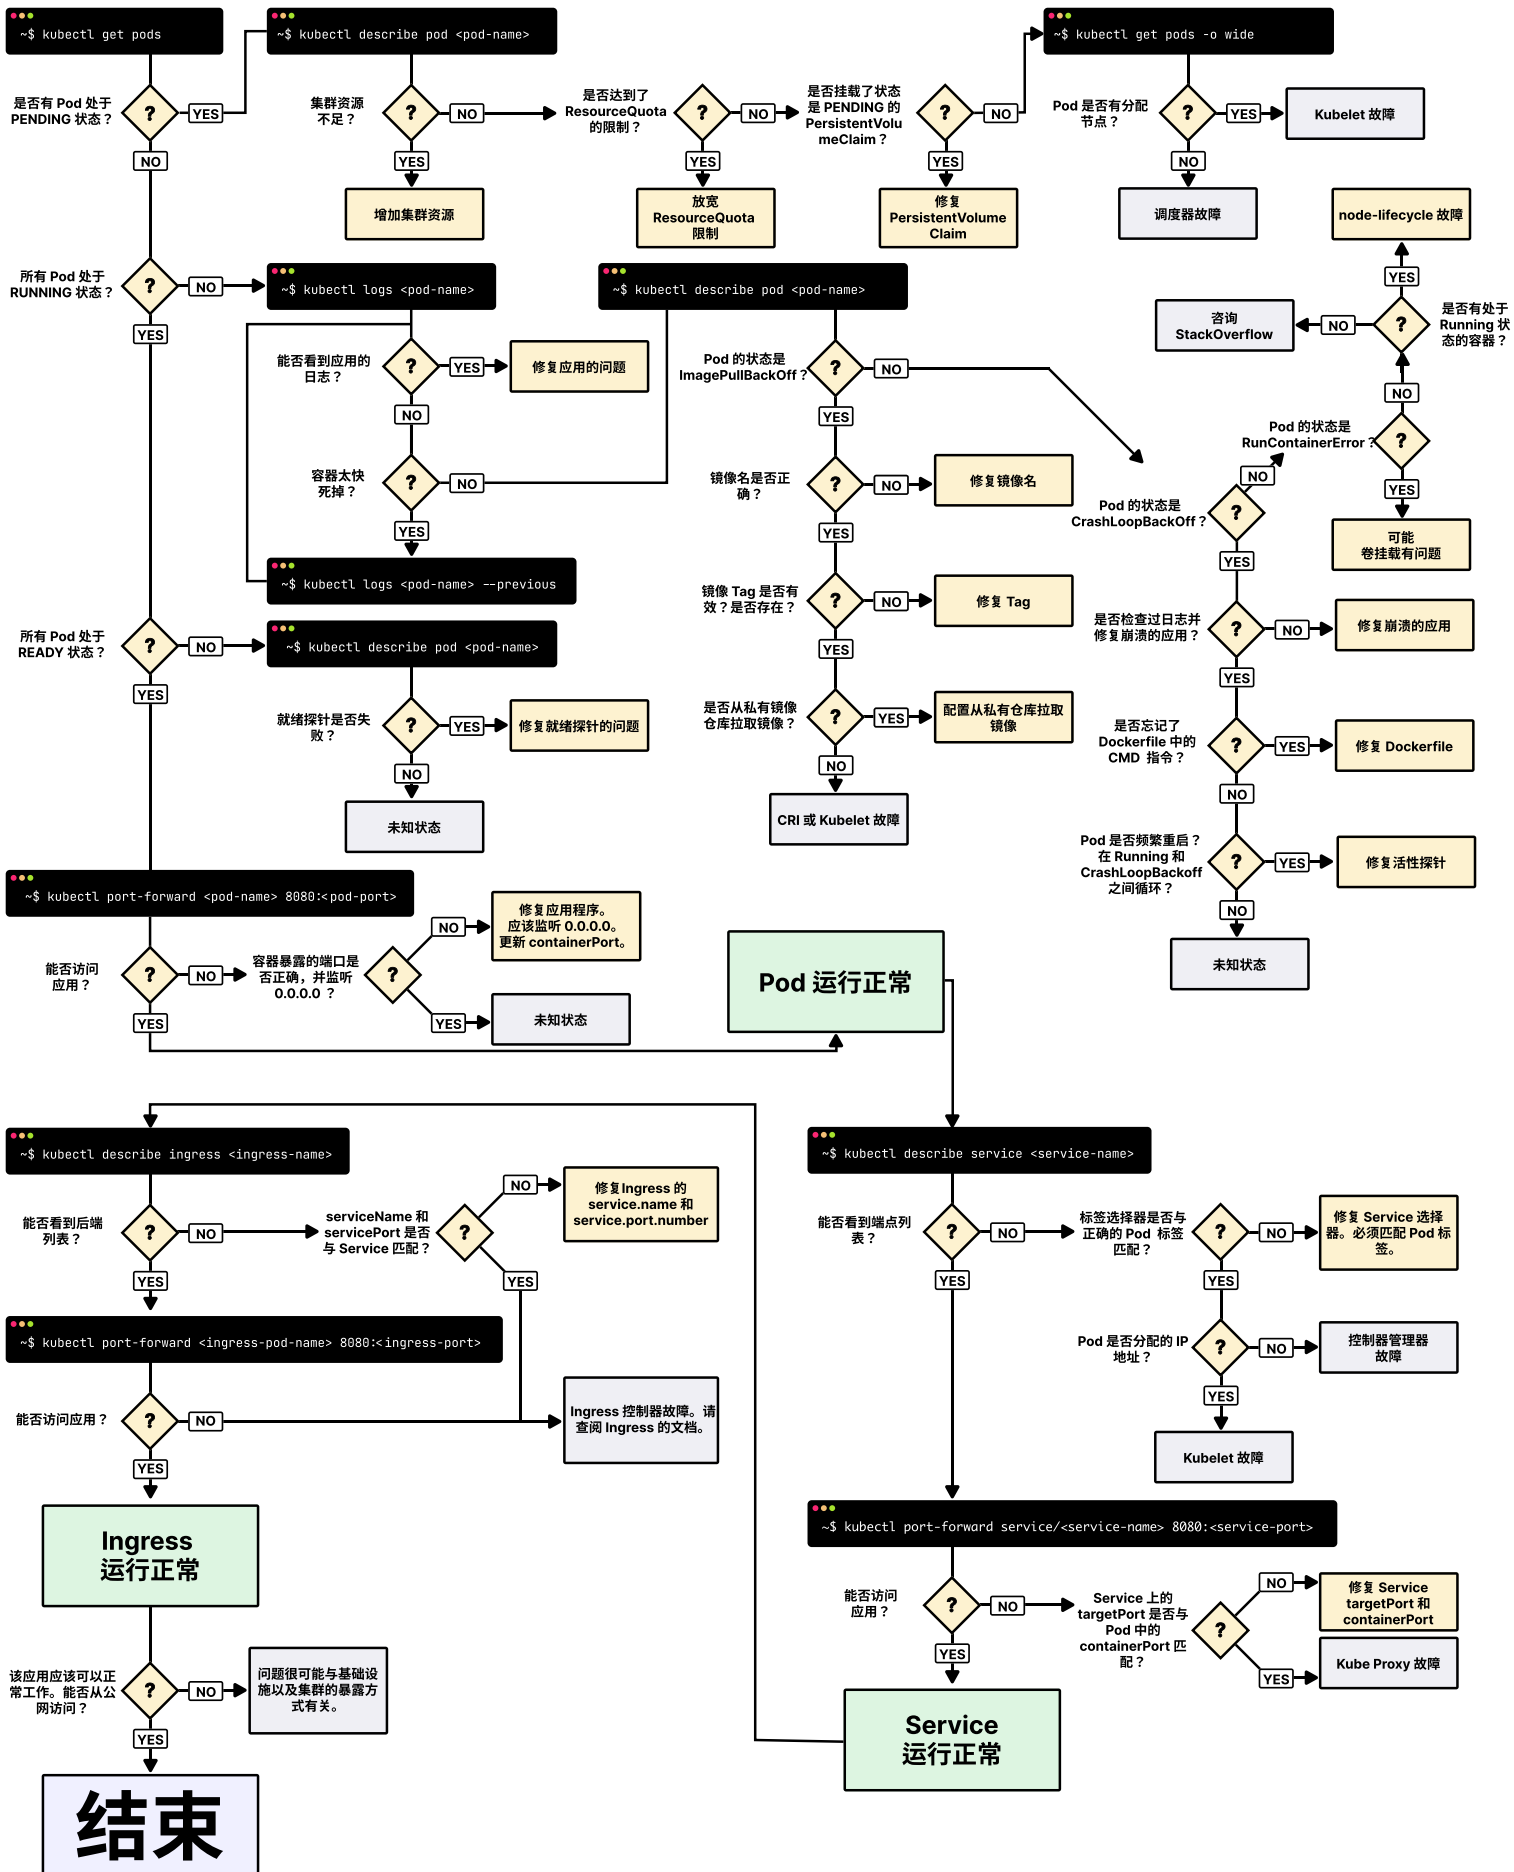 ~$ kubectl get pods
是否有 Pod 处于
PENDING 状态？
?
YES
NO
~$ kubectl describe pod <pod-name>
集群资源
不足？
?
NO
YES
增加集群资源
是否达到了
ResourceQuota
的限制？
?
NO
YES
放宽
ResourceQuota
限制
是否挂载了状态
是 PENDING 的
PersistentVolu
meClaim？
?
NO
YES
修复
PersistentVolume
Claim
~$ kubectl get pods -o wide
Pod 是否有分配
节点？
?
YES
Kubelet 故障
NO
调度器故障
所有 Pod 处于
RUNNING 状态？
?
NO
YES
~$ kubectl logs <pod-name>
能否看到应用的
日志？
?
YES
修复应用的问题
NO
容器太快
死掉？
?
NO
YES
~$ kubectl logs <pod-name> --previous
~$ kubectl describe pod <pod-name>
Pod 的状态是
ImagePullBackOff？
?
NO
YES
镜像名是否正
确？
?
NO
修复镜像名
YES
镜像 Tag 是否有
效？是否存在？
?
NO
修复 Tag
YES
是否从私有镜像
仓库拉取镜像？
?
YES
配置从私有仓库拉取
镜像
NO
CRI 或 Kubelet 故障
node-lifecycle 故障
YES
咨询
StackOverflow
NO
?
是否有处于
Running 状
态的容器？
NO
Pod 的状态是
RunContainerError？
?
YES
可能
卷挂载有问题
NO
Pod 的状态是
CrashLoopBackOff？
?
YES
是否检查过日志并
修复崩溃的应用？
?
NO
修复崩溃的应用
YES
是否忘记了
Dockerfile 中的
CMD 指令？
?
YES
修复 Dockerfile
NO
Pod 是否频繁重启？
在 Running 和
CrashLoopBackoff
之间循环？
?
YES
修复活性探针
NO
未知状态
所有 Pod 处于
READY 状态？
?
NO
YES
~$ kubectl describe pod <pod-name>
就绪探针是否失
败？
?
YES
修复就绪探针的问题
NO
未知状态
~$ kubectl port-forward <pod-name> 8080:<pod-port>
能否访问
应用？
?
NO
YES
容器暴露的端口是
否正确，并监听
0.0.0.0 ？
?
NO
修复应用程序。
应该监听 0.0.0.0。
更新 containerPort。
YES
未知状态
Pod 运行正常
~$ kubectl describe service <service-name>
能否看到端点列
表？
?
NO
YES
标签选择器是否与
正确的 Pod 标签
匹配？
?
NO
修复 Service 选择
器。必须匹配 Pod 标
签。
YES
Pod 是否分配的 IP
地址？
?
NO
控制器管理器
故障
YES
Kubelet 故障
~$ kubectl port-forward service/<service-name> 8080:<service-port>
能否访问
应用？
?
NO
YES
Service 上的
targetPort 是否与
Pod 中的
containerPort 匹
配？
?
NO
修复 Service
targetPort 和
containerPort
YES
Kube Proxy 故障
Service
运行正常
~$ kubectl describe ingress <ingress-name>
能否看到后端
列表？
?
NO
YES
serviceName 和
servicePort 是否
与 Service 匹配？
?
NO
修复Ingress 的
service.name 和
service.port.number
YES
~$ kubectl port-forward <ingress-pod-name> 8080:<ingress-port>
能否访问应用？
?
NO
Ingress 控制器故障。请
查阅 Ingress 的文档。
YES
Ingress
运行正常
该应用应该可以正
常工作。能否从公
网访问？
?
NO
问题很可能与基础设
施以及集群的暴露方
式有关。
YES
结束